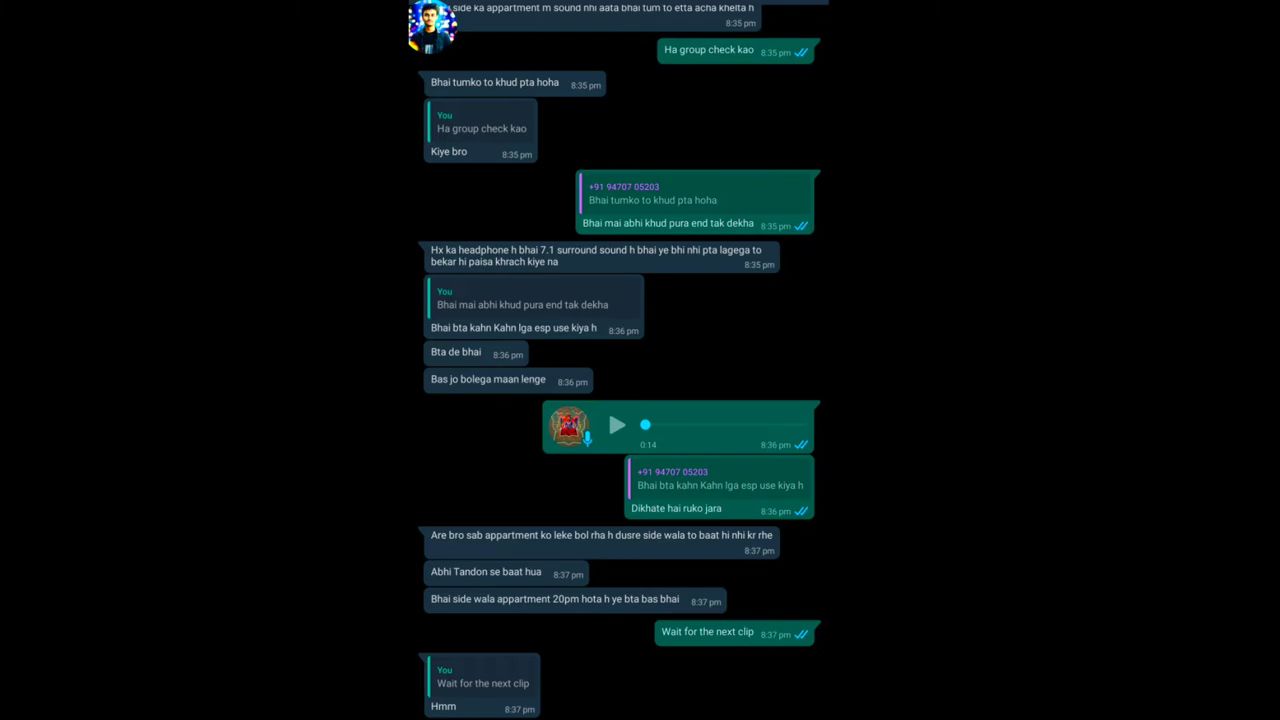 side ka appartment m sound nhi aata bhai tum to etta acha khelta h
8:35 pm
Ha group check kao 8:35 pm
Bhai tumko to khud pta hoha 8:35 pm
You
Ha group check kao
Kiye bro 8:35 pm
+91 94707 05203
Bhai tumko to khud pta hoha
Bhai mai abhi khud pura end tak dekha 8:35 pm
Hx ka headphone h bhai 7.1 surround sound h bhai ye bhi nhi pta lagega to
bekar hi paisa khrach kiye na 8:35 pm
You
Bhai mai abhi khud pura end tak dekha
Bhai bta kahn Kahn lga esp use kiya h 8:36 pm
Bta de bhai 8:36 pm
Bas jo bolega maan lenge 8:36 pm
0:14 8:36 pm
+91 94707 05203
Bhai bta kahn Kahn lga esp use kiya h
Dikhate hai ruko jara 8:36 pm
Are bro sab appartment ko leke bol rha h dusre side wala to baat hi nhi kr rhe
8:37 pm
Abhi Tandon se baat hua 8:37 pm
Bhai side wala appartment 20pm hota h ye bta bas bhai 8:37 pm
Wait for the next clip 8:37 pm
You
Wait for the next clip
Hmm 8:37 pm